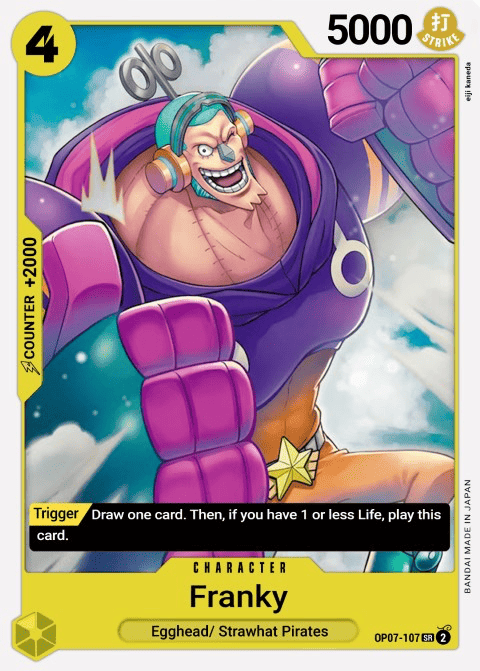 4
5000
打
STRIKE
eiji kaneda
COUNTER +2000
Trigger Draw one card. Then, if you have 1 or less Life, play this
card.
BANDAI MADE IN JAPAN
CHARACTER
Franky
Egghead/ Strawhat Pirates
OP07-107 SR 2